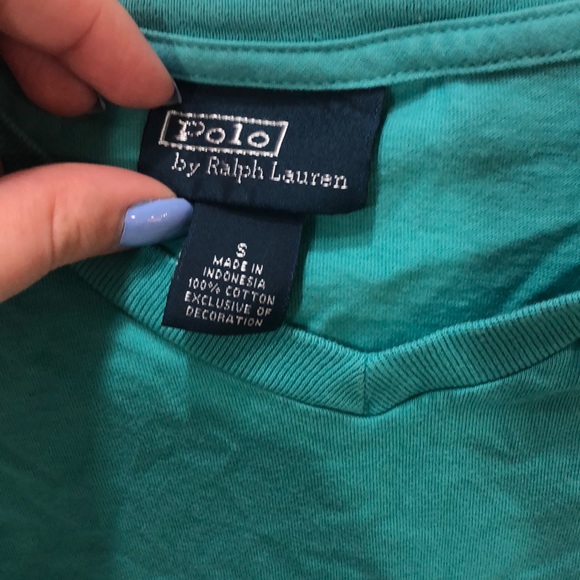 Polo
by Ralph Lauren
S
MADE IN
INDONESIA
100% COTTON
EXCLUSIVE OF
DECORATION